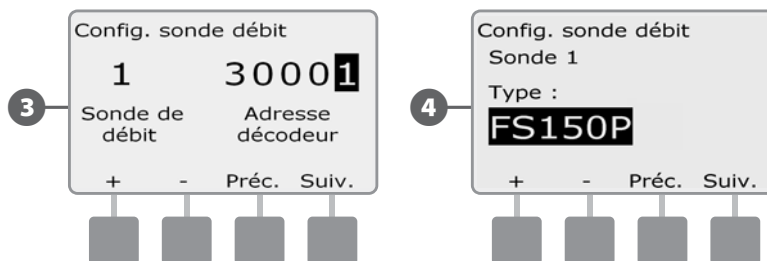 3
Config. sonde débit
1 30001
Sonde de Adresse
débit décodeur
+ - Préc. Suiv.
4
Config. sonde débit
Sonde 1
Type :
FS150P
+ - Préc. Suiv.